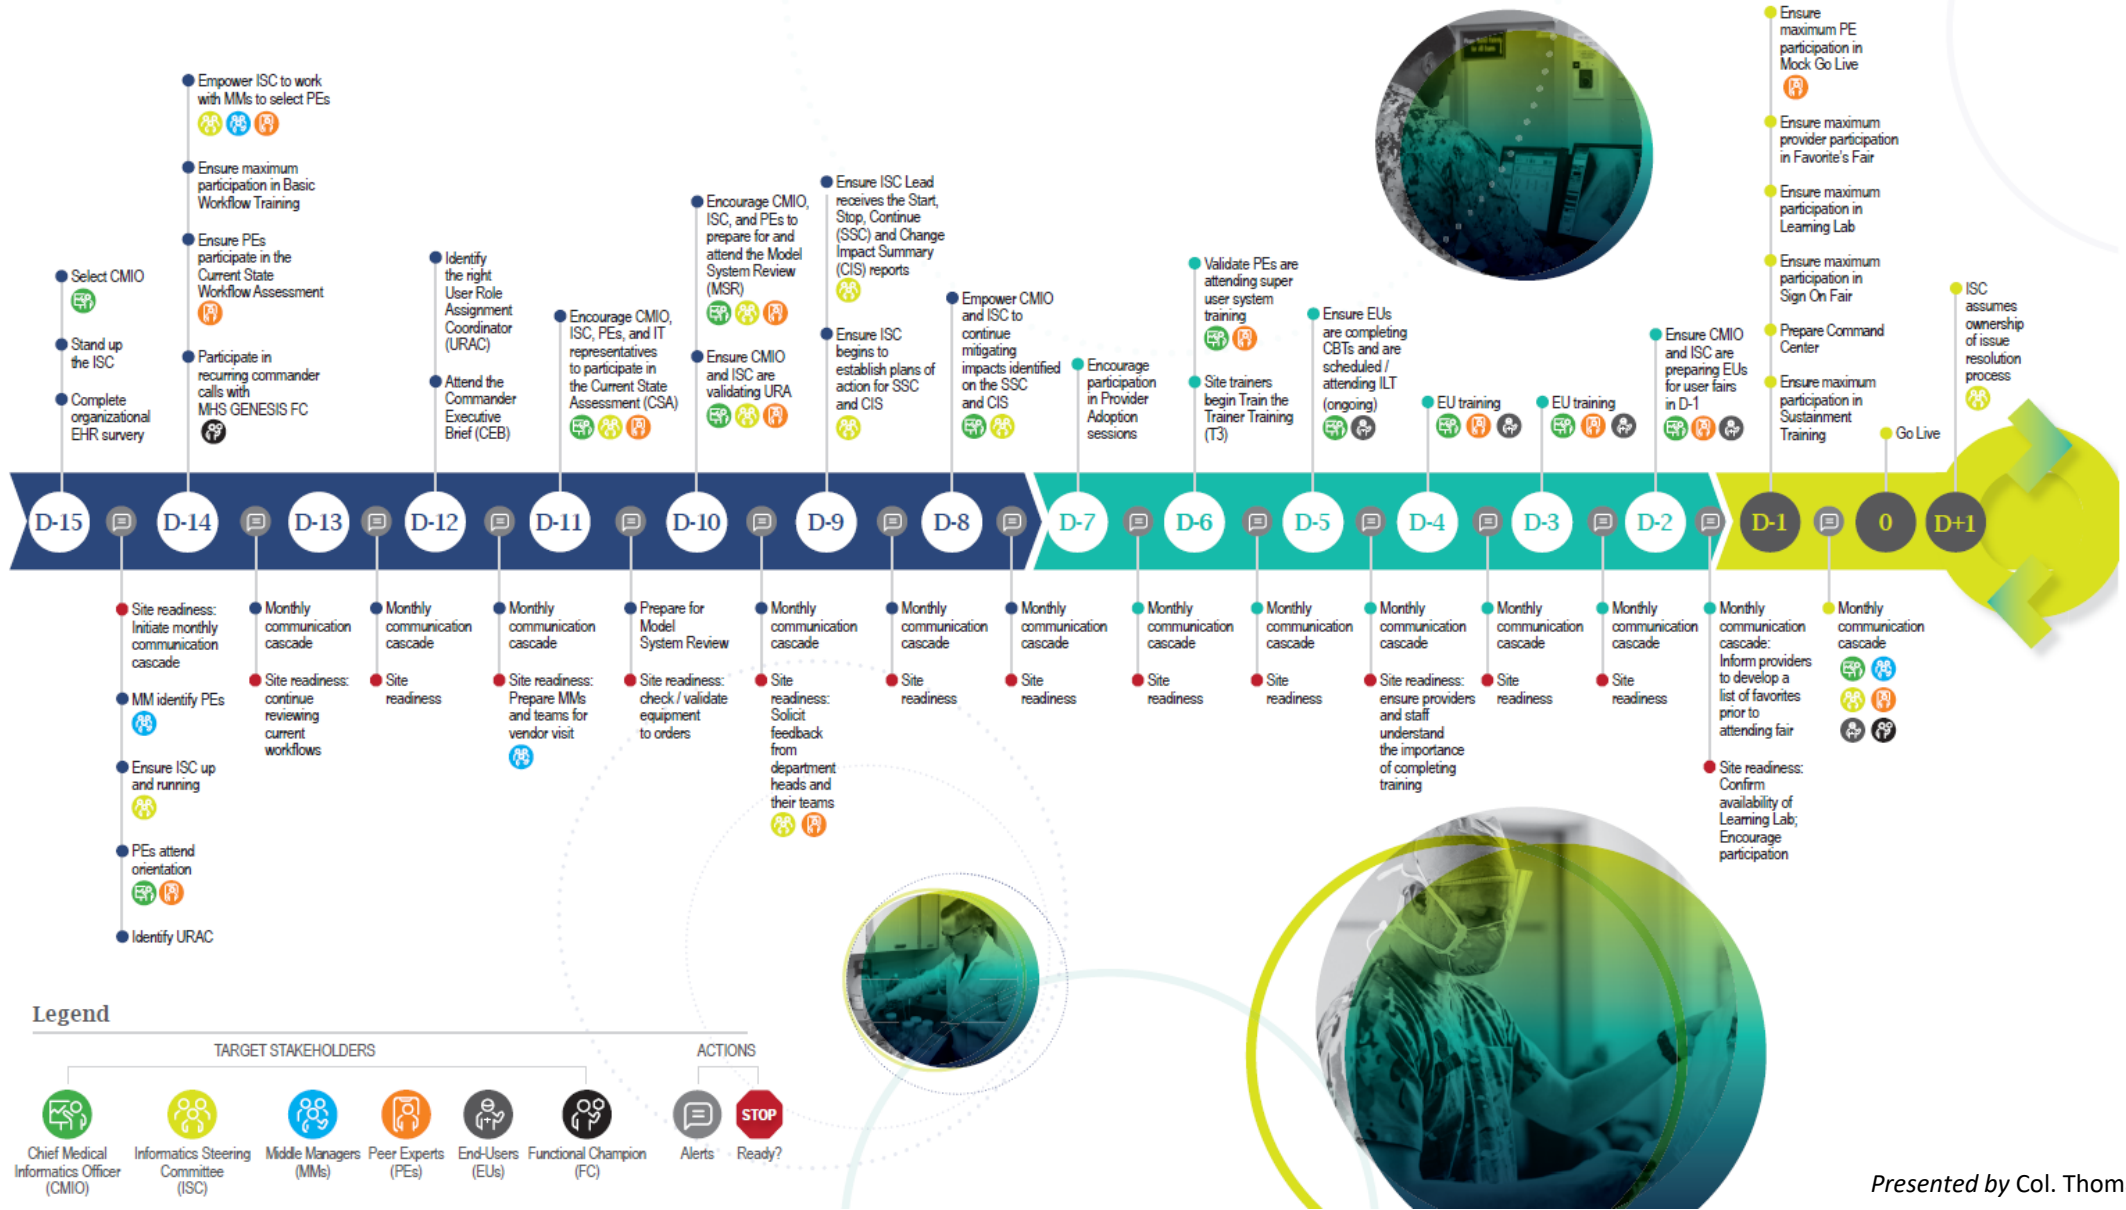 Select CMIO
Stand up
the ISC
Complete
organizational
EHR survery
Empower ISC to work
with MMs to select PEs
Ensure maximum
participation in Basic
Workflow Training
Ensure PEs
participate in the
Current State
Workflow Assessment
Participate in
recurring commander
calls with
MHS GENESIS FC
Identify
the right
User Role
Assignment
Coordinator
(URAC)
Attend the
Commander
Executive
Brief (CEB)
Encourage CMIO,
ISC, PEs, and IT
representatives
to participate in
the Current State
Assessment (CSA)
Encourage CMIO,
ISC, and PEs to
prepare for and
attend the Model
System Review
(MSR)
Ensure CMIO
and ISC are
validating URA
Ensure ISC Lead
receives the Start,
Stop, Continue
(SSC) and Change
Impact Summary
(CIS) reports
Ensure ISC
begins to
establish plans of
action for SSC
and CIS
Empower CMIO
and ISC to
continue
mitigating
impacts identified
on the SSC
and CIS
Encourage
participation
in Provider
Adoption
sessions
Validate PEs are
attending super
user system
training
Site trainers
begin Train the
Trainer Training
(T3)
Ensure EUs
are completing
CBTs and are
scheduled /
attending ILT
(ongoing)
EU training
EU training
Ensure CMIO
and ISC are
preparing EUs
for user fairs
in D-1
Ensure
maximum PE
participation in
Mock Go Live
Ensure maximum
provider participation
in Favorite's Fair
Ensure maximum
participation in
Learning Lab
Ensure maximum
participation in
Sign On Fair
Prepare Command
Center
Ensure maximum
participation in
Sustainment
Training
Go Live
ISC
assumes
ownership
of issue
resolution
process
D-15
D-14
D-13
D-12
D-11
D-10
D-9
D-8
D-7
D-6
D-5
D-4
D-3
D-2
D-1
0
D+1
Site readiness:
Initiate monthly
communication
cascade
MM identify PEs
Ensure ISC up
and running
PEs attend
orientation
Identify URAC
Monthly
communication
cascade
Site readiness:
continue
reviewing
current
workflows
Monthly
communication
cascade
Site
readiness
Monthly
communication
cascade
Site readiness:
Prepare MMs
and teams for
vendor visit
Prepare for
Model
System Review
Site readiness:
check / validate
equipment
to orders
Monthly
communication
cascade
Site
readiness:
Solicit
feedback
from
department
heads and
their teams
Monthly
communication
cascade
Site
readiness
Monthly
communication
cascade
Site
readiness
Monthly
communication
cascade
Site
readiness
Monthly
communication
cascade
Site
readiness
Monthly
communication
cascade
Site readiness:
ensure providers
and staff
understand
the importance
of completing
training
Monthly
communication
cascade
Site
readiness
Monthly
communication
cascade
Site
readiness
Monthly
communication
cascade:
Inform providers
to develop a
list of favorites
prior to
attending fair
Site readiness:
Confirm
availability of
Learning Lab;
Encourage
participation
Monthly
communication
cascade
Legend
TARGET STAKEHOLDERS
ACTIONS
Chief Medical
Informatics Officer
(CMIO)
Informatics Steering
Committee
(ISC)
Middle Managers
(MMs)
Peer Experts
(PEs)
End-Users
(EUs)
Functional Champion
(FC)
Alerts
STOP
Ready?
Presented by Col. Thom